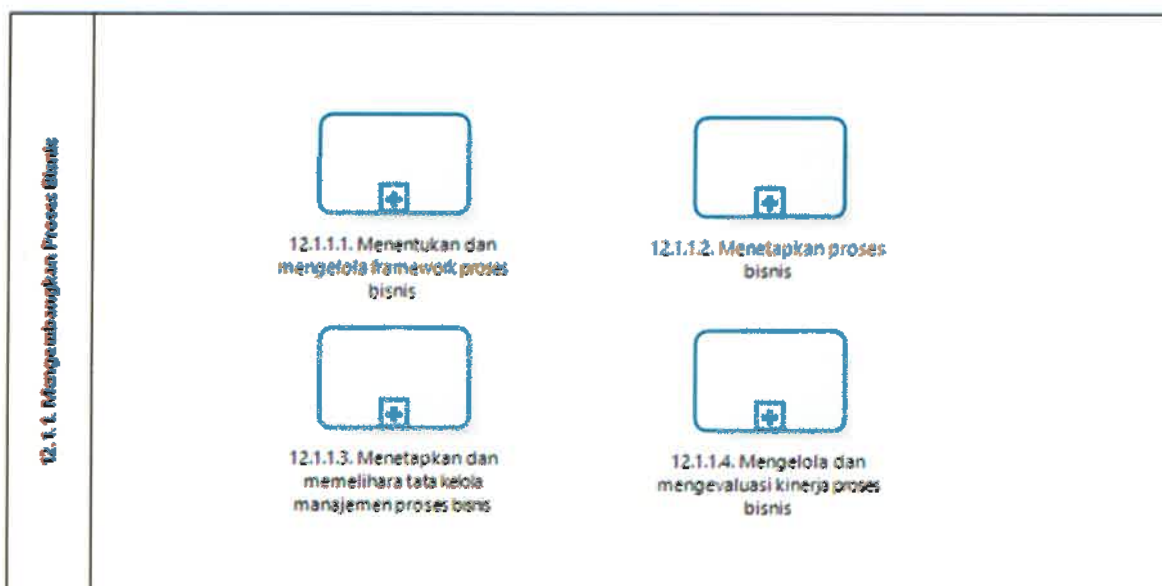 12.1.1. Mengembangkan Proses Bisnis
12.1.1.1. Menentukan dan
mengelola framework proses
bisnis
12.1.1.2. Menetapkan proses
bisnis
12.1.1.3. Menetapkan dan
memelihara tata kelola
manajemen proses bisnis
12.1.1.4. Mengelola dan
mengevaluasi kinerja proses
bisnis